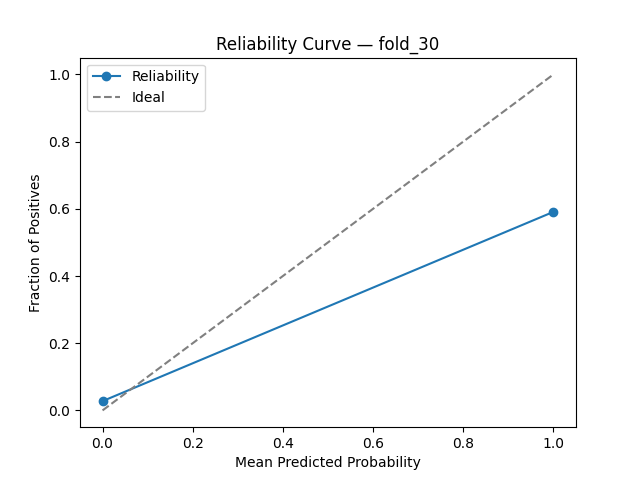 Reliability Curve — fold_30
Reliability
Ideal
Fraction of Positives
1.0
0.8
0.6
0.4
0.2
0.0
0.0 0.2 0.4 0.6 0.8 1.0
Mean Predicted Probability